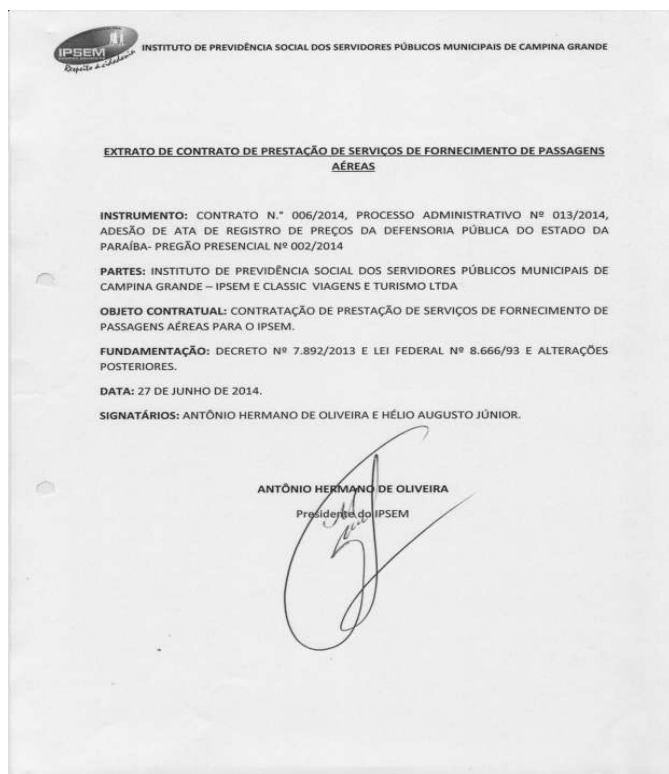 IPSEM
Respeito à cidadania
INSTITUTO DE PREVIDÊNCIA SOCIAL DOS SERVIDORES PÚBLICOS MUNICIPAIS DE CAMPINA GRANDE
EXTRATO DE CONTRATO DE PRESTAÇÃO DE SERVIÇOS DE FORNECIMENTO DE PASSAGENS
AÉREAS
INSTRUMENTO: CONTRATO N.° 006/2014, PROCESSO ADMINISTRATIVO Nº 013/2014,
ADESÃO DE ATA DE REGISTRO DE PREÇOS DA DEFENSORIA PÚBLICA DO ESTADO DA
PARAÍBA- PREGÃO PRESENCIAL Nº 002/2014
PARTES: INSTITUTO DE PREVIDÊNCIA SOCIAL DOS SERVIDORES PÚBLICOS MUNICIPAIS DE
CAMPINA GRANDE – IPSEM E CLASSIC VIAGENS E TURISMO LTDA
OBJETO CONTRATUAL: CONTRATAÇÃO DE PRESTAÇÃO DE SERVIÇOS DE FORNECIMENTO DE
PASSAGENS AÉREAS PARA O IPSEM.
FUNDAMENTAÇÃO: DECRETO Nº 7.892/2013 E LEI FEDERAL Nº 8.666/93 E ALTERAÇÕES
POSTERIORES.
DATA: 27 DE JUNHO DE 2014.
SIGNATÁRIOS: ANTÔNIO HERMANO DE OLIVEIRA E HÉLIO AUGUSTO JÚNIOR.
ANTÔNIO HERMANO DE OLIVEIRA
Presidente do IPSEM